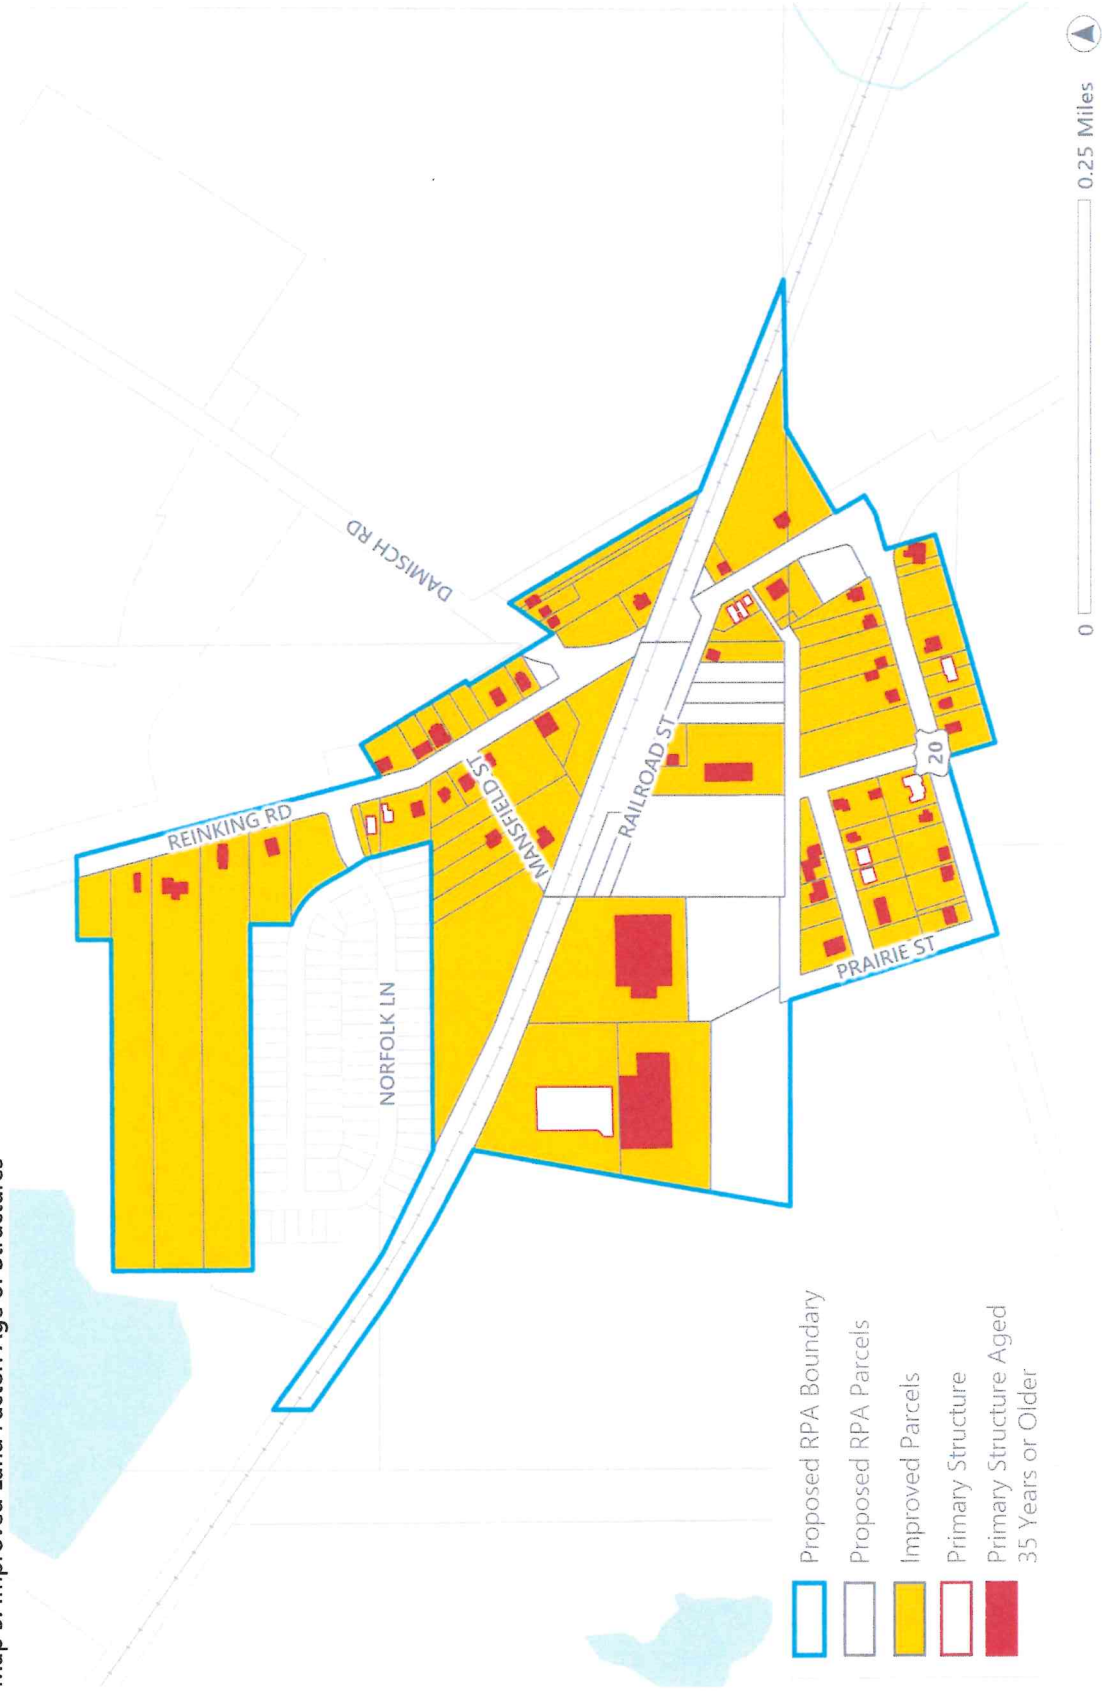 Map Improved Land Factor: Age of Structures
DAMISCH RD
REINKING RD
MANSFIELD ST
RAILROAD ST
NORFOLK LN
PRAIRIE ST
20
Proposed RPA Boundary
Proposed RPA Parcels
Improved Parcels
Primary Structure
Primary Structure Aged
35 Years or Older
0 0.25 Miles